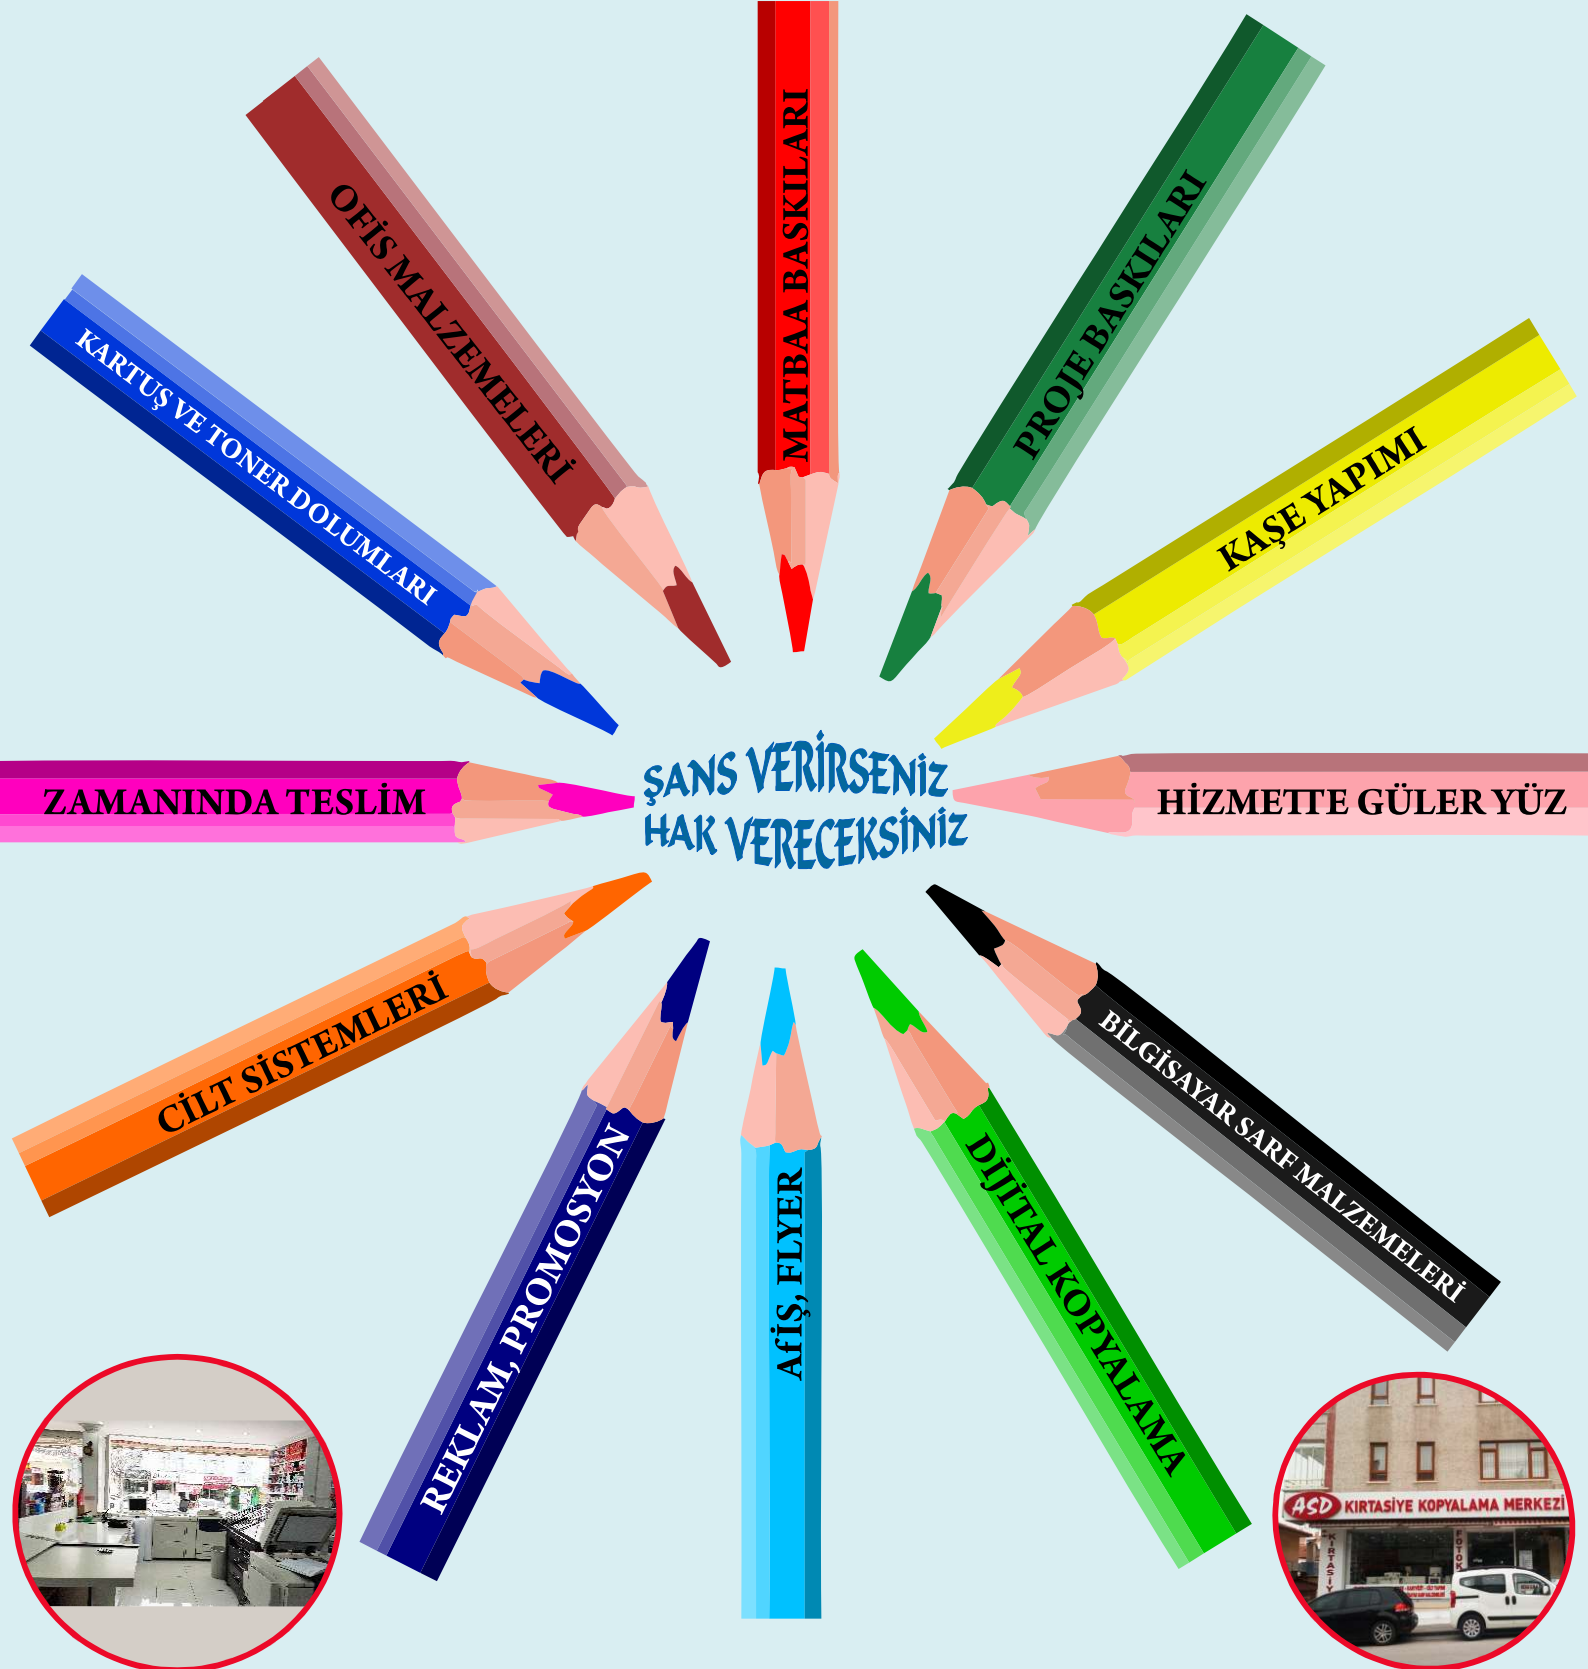 MATBAA BASKILARI
PROJE BASKILARI
OFİS MALZEMELERİ
KAŞE YAPIMI
KARTUŞ VE TONER DOLUMLARI
ŞANS VERİRSENİZ
HAK VERECEKSİNİZ
ZAMANINDA TESLİM
HİZMETTE GÜLER YÜZ
CİLT SİSTEMLERİ
BİLGİSAYAR SARF MALZEMELERİ
REKLAM, PROMOSYON
AfİŞ, FLYER
DİJİTAL KOPYALAMA
ASD KIRTASİYE KOPYALAMA MERKEZİ